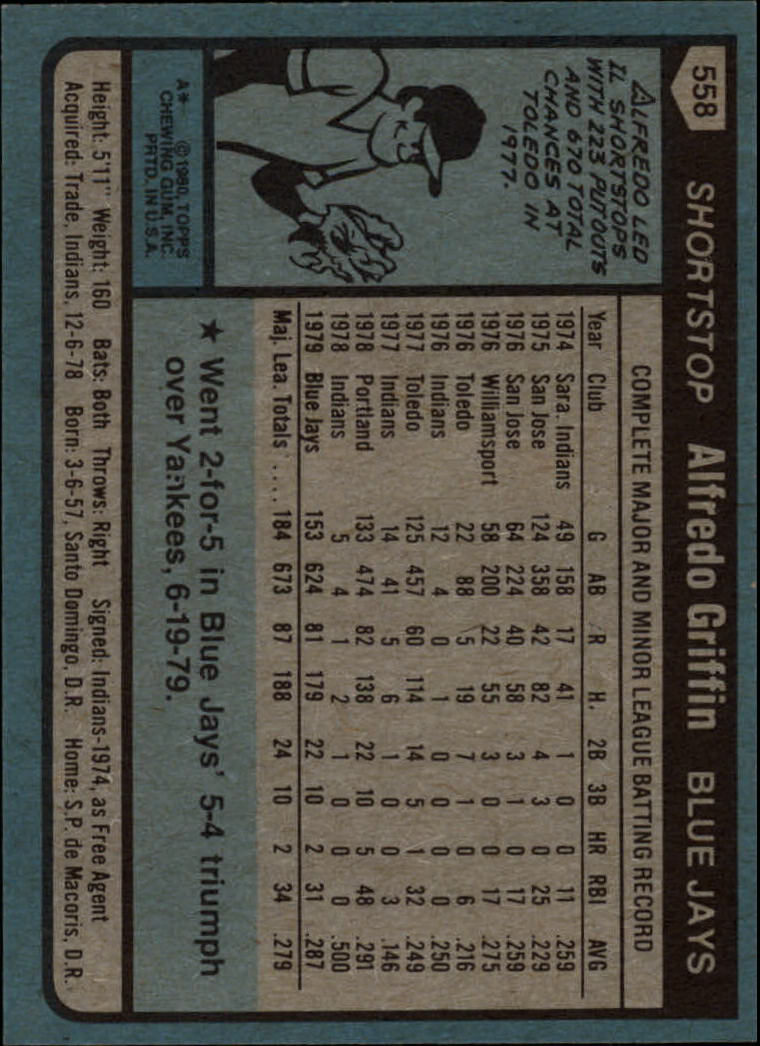 558
SHORTSTOP Alfredo Griffin BLUE JAYS
ALFREDO LED
IL SHORTSTOPS
WITH 223 PUTOUTS
AND 670 TOTAL
CHANCES AT
TOLEDO IN
1977.
A* ©1980, TOPPS
CHEWING GUM, INC.
PRTD. IN U.S.A.
COMPLETE MAJOR AND MINOR LEAGUE BATTING RECORD
Year Club G AB R H. 2B 3B HR RBI AVG
1974 Sara. Indians 49 158 17 41 1 0 0 11 .259
1975 San Jose 124 358 42 82 4 3 0 25 .229
1976 San Jose 64 224 40 58 3 1 0 17 .259
1976 Williamsport 58 200 22 55 3 0 0 17 .275
1976 Toledo 22 88 5 19 7 1 0 6 .216
1976 Indians 12 4 0 1 0 0 0 0 .250
1977 Toledo 125 457 60 114 14 5 1 32 .249
1977 Indians 14 41 5 6 1 0 0 3 .146
1978 Portland 133 474 82 138 22 10 5 48 .291
1978 Indians 5 4 1 2 1 0 0 0 .500
1979 Blue Jays 153 624 81 179 22 10 2 31 .287
Maj. Lea. Totals .... 184 673 87 188 24 10 2 34 .279
★ Went 2-for-5 in Blue Jays' 5-4 triumph
over Yankees, 6-19-79.
Height: 5'11" Weight: 160 Bats: Both Throws: Right Signed: Indians-1974, as Free Agent
Acquired: Trade, Indians, 12-6-78 Born: 3-6-57, Santo Domingo, D.R. Home: S.P. de Macoris, D.R.